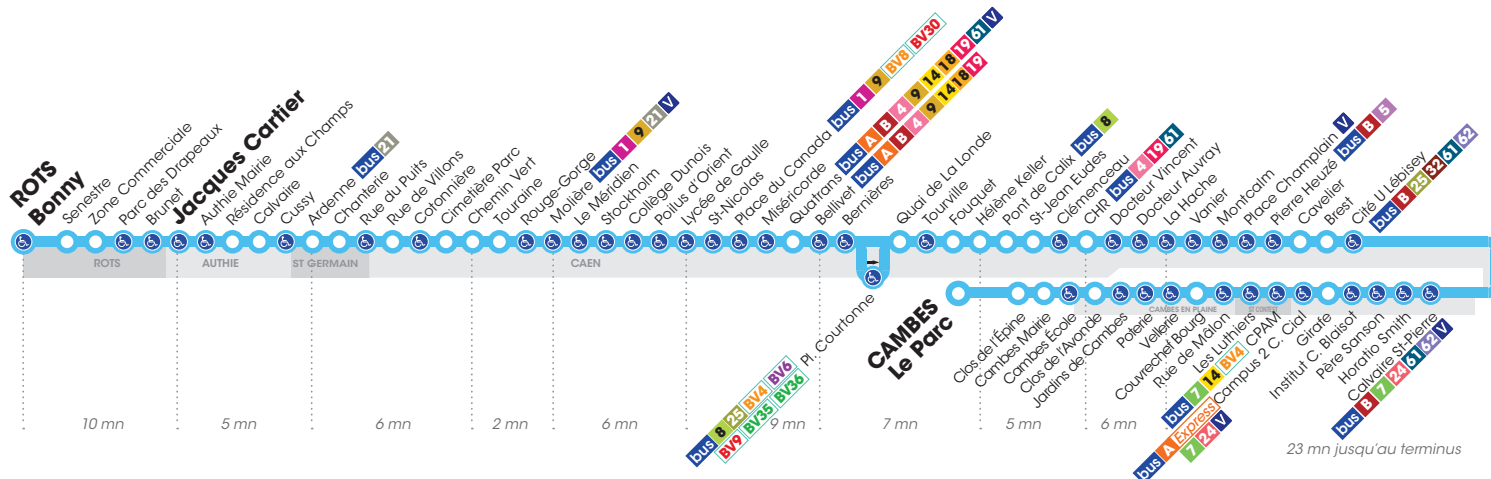 ROTS
Bonny
Senestre
Zone Commerciale
Parc des Drapeaux
Brunet
Jacques Cartier
Authie Mairie
Résidence aux Champs
Calvaire
Cussy
Ardenne bus 21
Chanterie
Rue du Puits
Rue de Villons
Cotonnière
Cimetière Parc
Chemin Vert
Touraine
Rouge-Gorge
Molière bus 1 9 21 V
Le Méridien
Stockholm
Collège Dunois
Pollus d'Orient
Lycée de Gaulle
St-Nicolas
Place du Canada bus 1 9 BV8 BV30
Miséricorde
Quatrans bus A B 4 9 14 18 19 61 V
Bellivet bus A B 4 9 14 18 19
Bernières
Quai de La Londe
Tourville
Fouquet
Hélène Keller
Pont de Calix bus 8
St-Jean Eudes
Clémenceau
CHR bus 4 19 61
Docteur Vincent
Docteur Auvray
La Hache
Vanier
Montcalm
Place Champlain V
Pierre Heuzé bus B 5
Cavelier
Brest
Cité U Lébisey
bus B 25 32 61 62
ROTS
AUTHIE
ST GERMAIN
CAEN
Pl. Courtonne
bus 8 25 BV4 BV6
BV9 BV35 BV36
CAMBES
Le Parc
CAMBES EN PLAINE
ST CONTEST
Clos de l'Épine
Cambes Mairie
Cambes École
Clos de l'Avonde
Jardins de Cambes
Poterie
Vellerie
Couvrechef Bourg
Rue de Mâlon
Les Luthiers
bus 7 14 BV4 CPAM
Campus 2 C. Cial
bus A Express
7 24 V
Girafe
Institut C. Blaisot
Père Sanson
Horatio Smith
Calvaire St-Pierre
bus B 7 24 61 62 V
10 mn
5 mn
6 mn
2 mn
6 mn
9 mn
7 mn
5 mn
6 mn
23 mn jusqu'au terminus